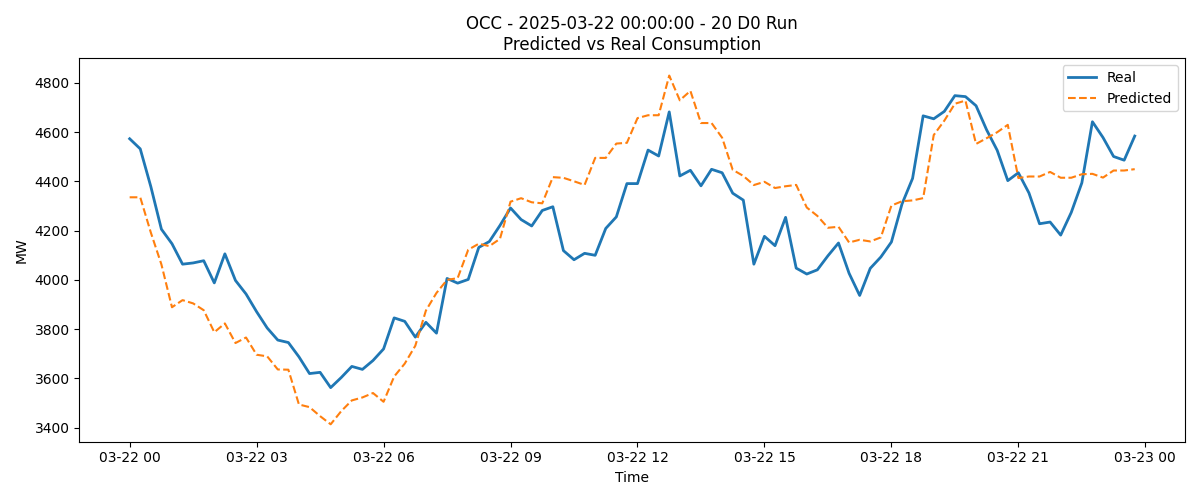 OCC - 2025-03-22 00:00:00 - 20 D0 Run
Predicted vs Real Consumption
Real
Predicted
4800
4600
4400
4200
4000
3800
3600
3400
MW
03-22 00
03-22 03
03-22 06
03-22 09
03-22 12
03-22 15
03-22 18
03-22 21
03-23 00
Time